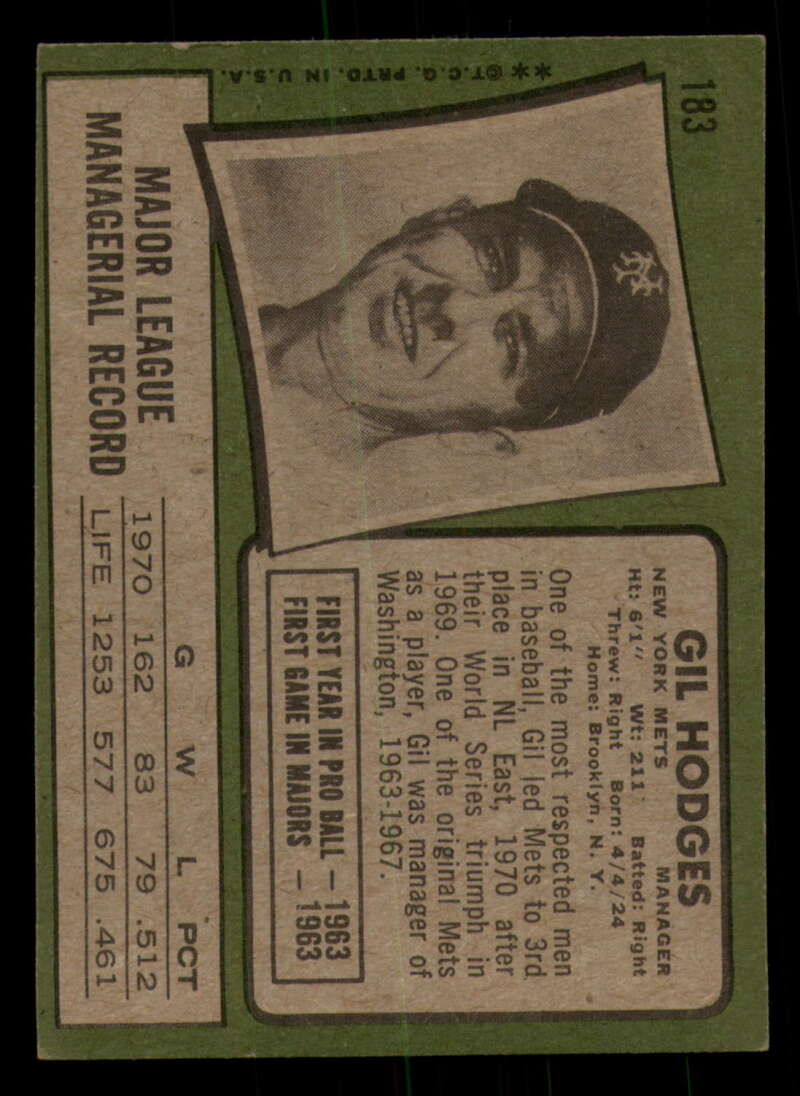 183
**©T.C.G. PRTD. IN U.S.A.
NY
GIL HODGES
NEW YORK METS MANAGER
Ht: 6'1" Wt: 211 Batted: Right
Threw: Right Born: 4/4/24
Home: Brooklyn, N. Y.
One of the most respected men
in baseball, Gil led Mets to 3rd
place in NL East, 1970 after
their World Series triumph in
1969. One of the original Mets
as a player, Gil was manager of
Washington, 1963-1967.
FIRST YEAR IN PRO BALL — 1963
FIRST GAME IN MAJORS — 1963
MAJOR LEAGUE
MANAGERIAL RECORD
G W L PCT
1970 162 83 79 .512
LIFE 1253 577 675 .461